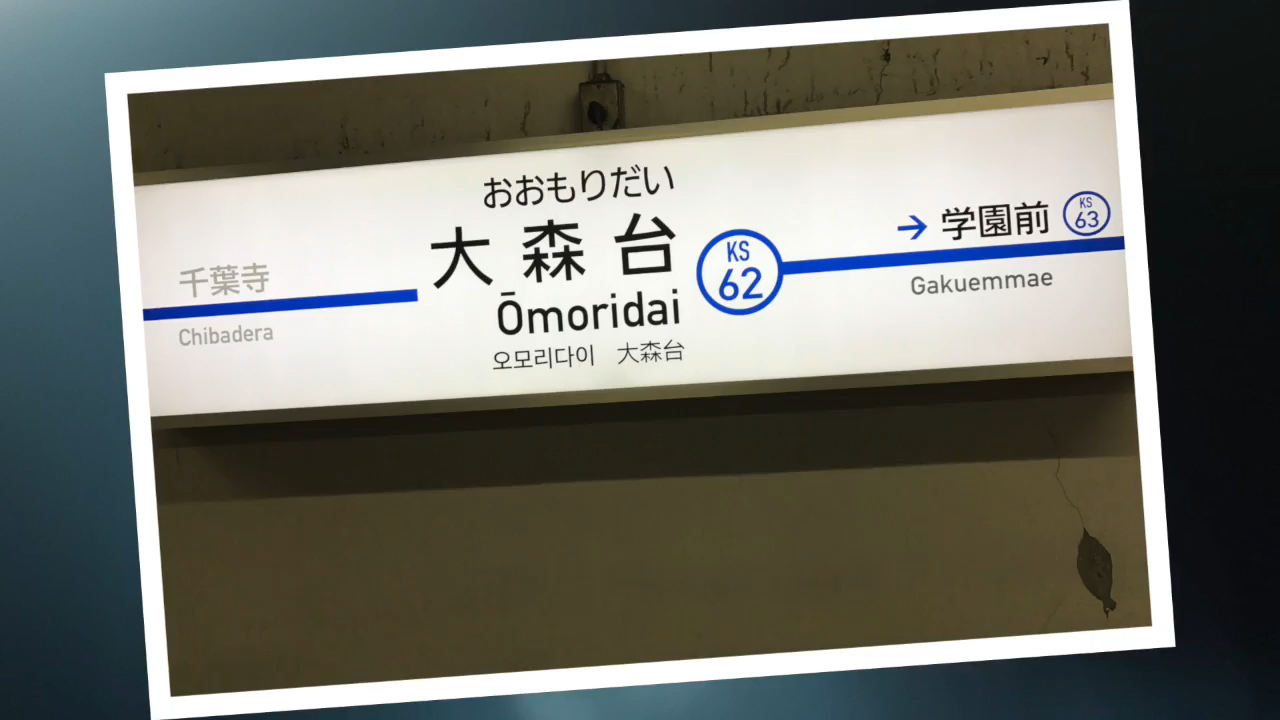 おおもりだい
大森台
Ōmoridai
오모리다이 大森台
KS
62
千葉寺
Chibadera
→ 学園前
KS
63
Gakuemmae